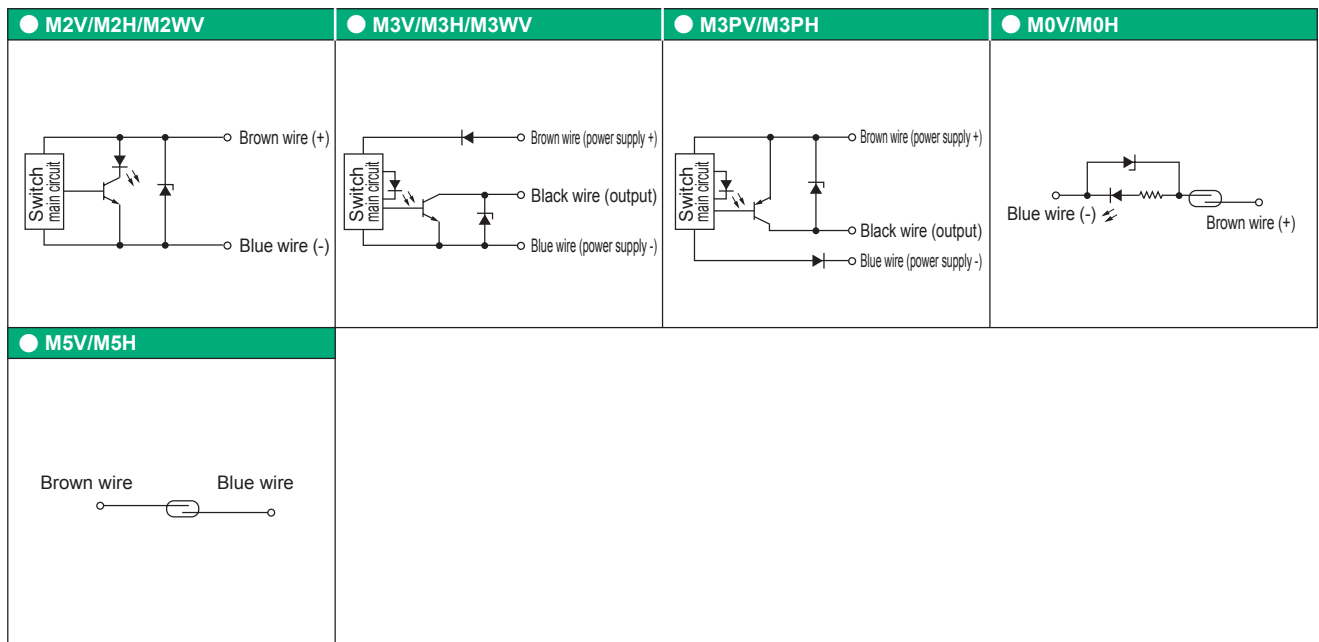 M2V/M2H/M2WV
Switch
main circuit
Brown wire (+)
Blue wire (-)
M3V/M3H/M3WV
Switch
main circuit
Brown wire (power supply +)
Black wire (output)
Blue wire (power supply -)
M3PV/M3PH
Switch
main circuit
Brown wire (power supply +)
Black wire (output)
Blue wire (power supply -)
M0V/M0H
Blue wire (-)
Brown wire (+)
M5V/M5H
Brown wire
Blue wire